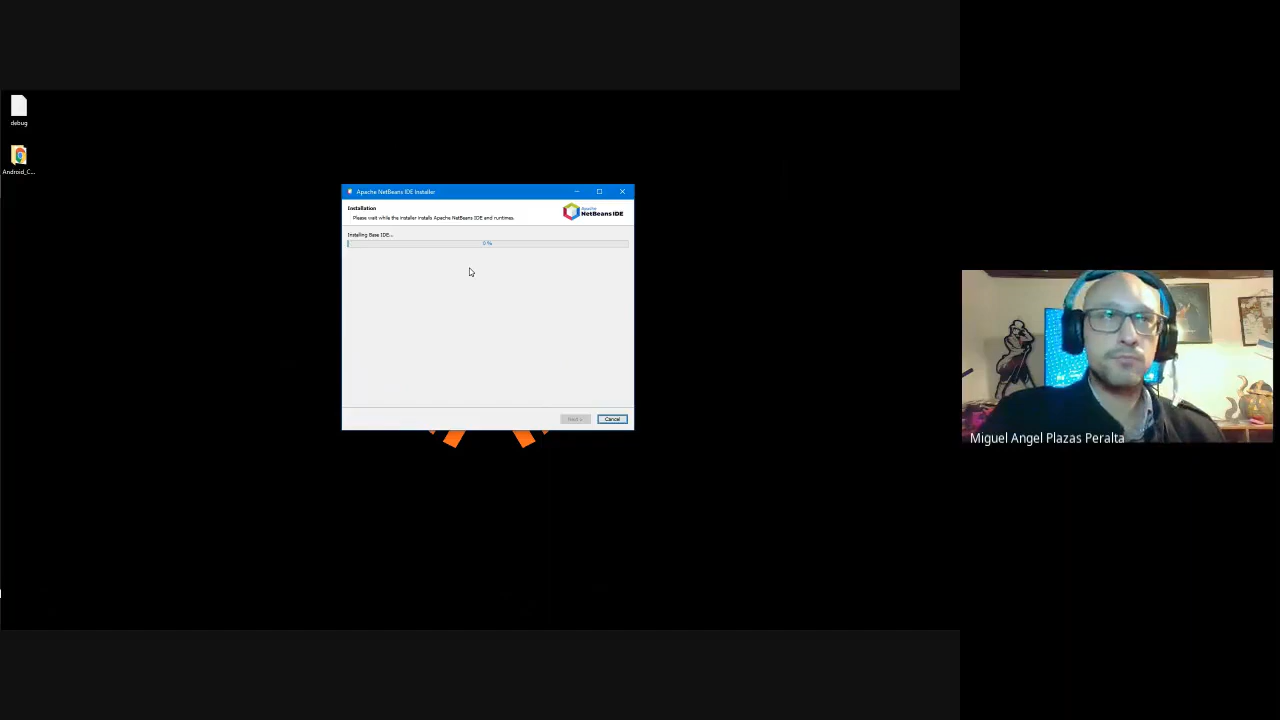 debug
Android_C...
Apache NetBeans IDE Installer
Installation
Please wait while the installer installs Apache NetBeans IDE and runtimes.
Apache
NetBeans IDE
Installing Base IDE...
0 %
Next >
Cancel
Miguel Angel Plazas Peralta